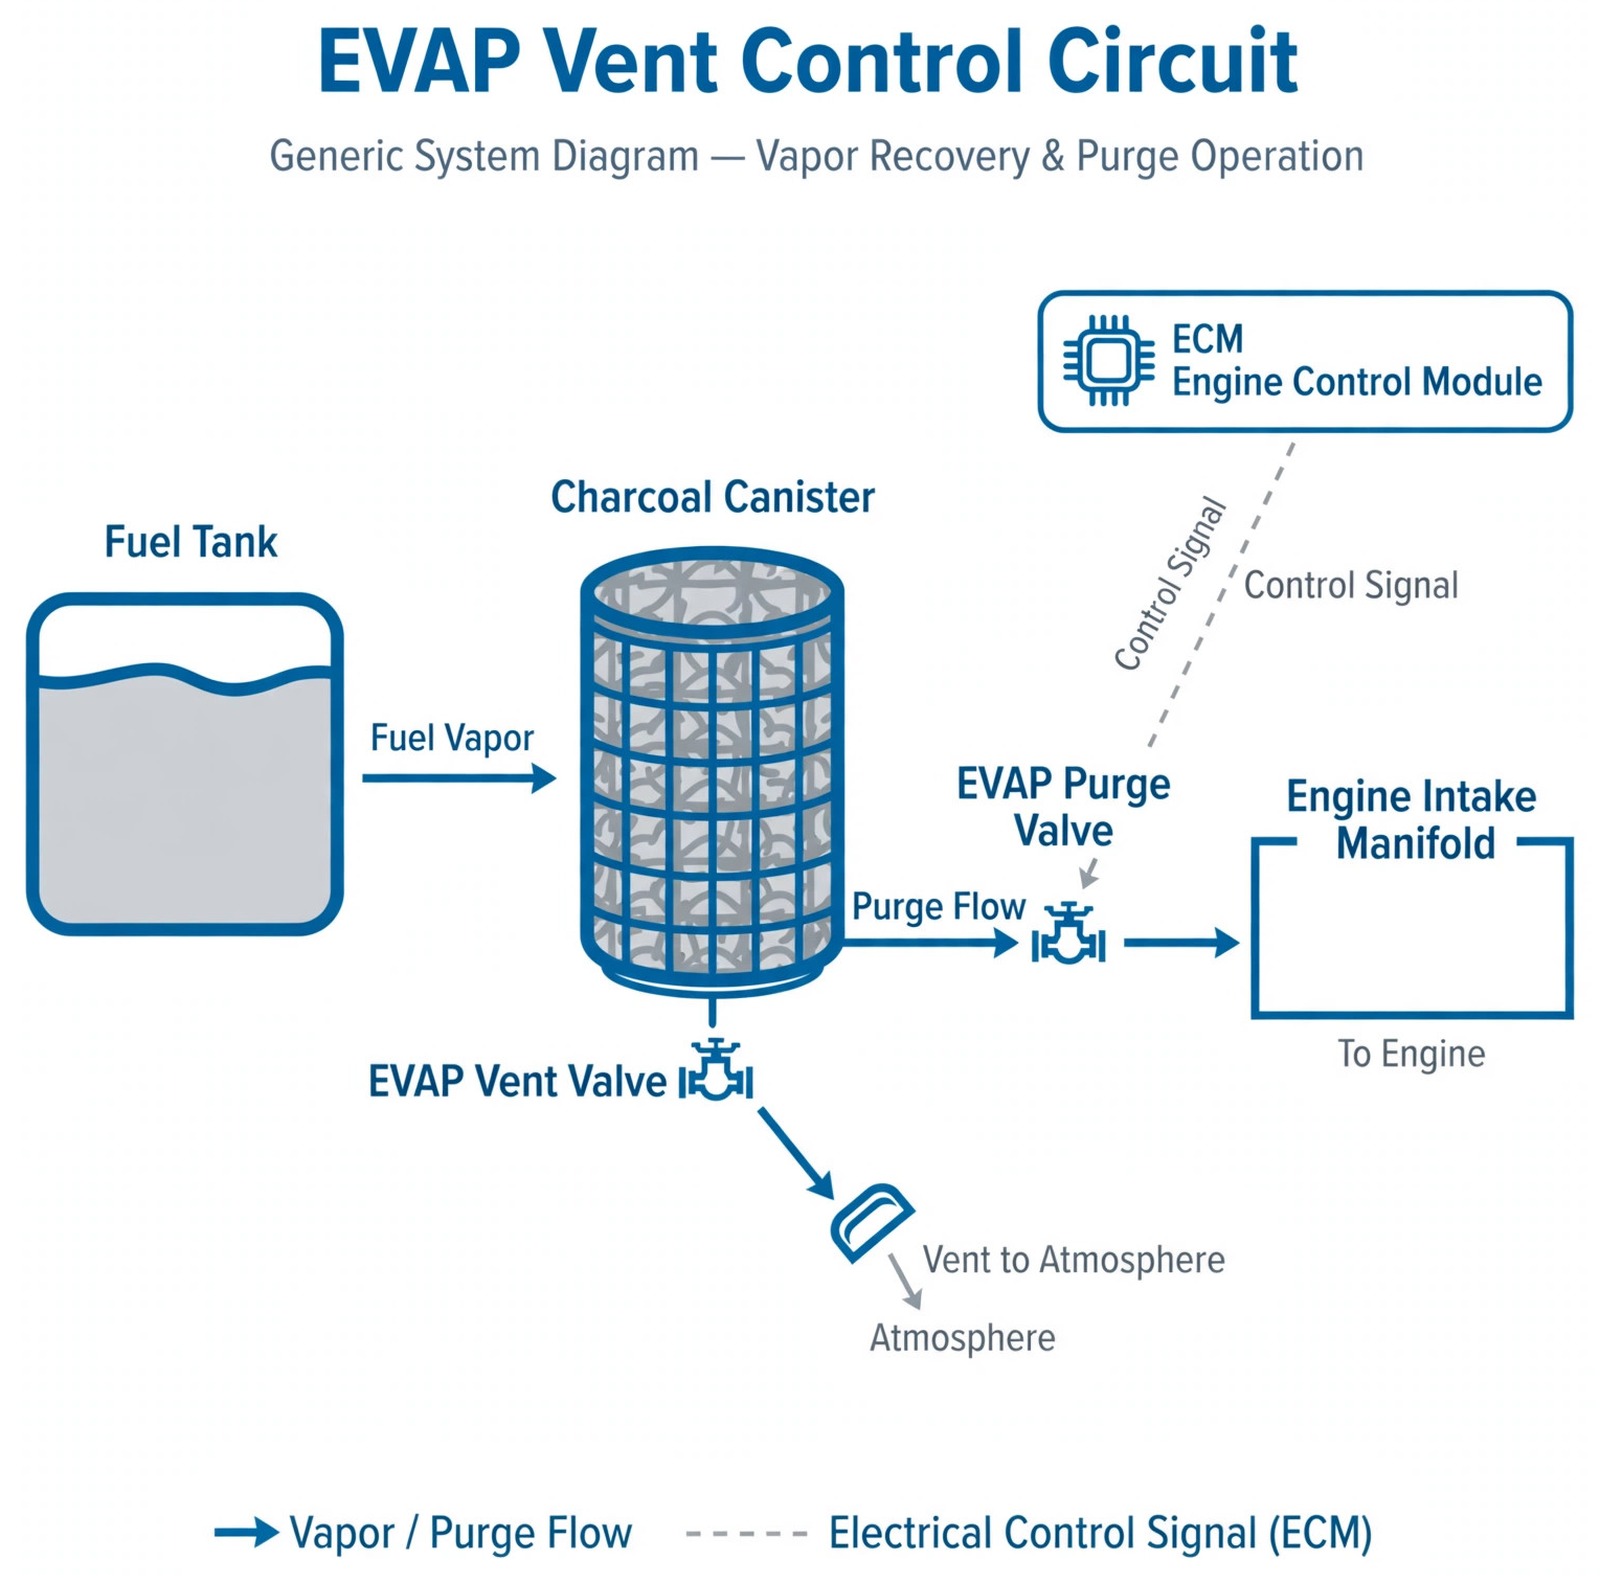 EVAP Vent Control Circuit
Generic System Diagram — Vapor Recovery & Purge Operation
ECM
Engine Control Module
Charcoal Canister
Fuel Tank
Control Signal
Control Signal
Fuel Vapor
EVAP Purge
Valve
Engine Intake
Manifold
Purge Flow
To Engine
EVAP Vent Valve
Vent to Atmosphere
Atmosphere
Vapor / Purge Flow
Electrical Control Signal (ECM)